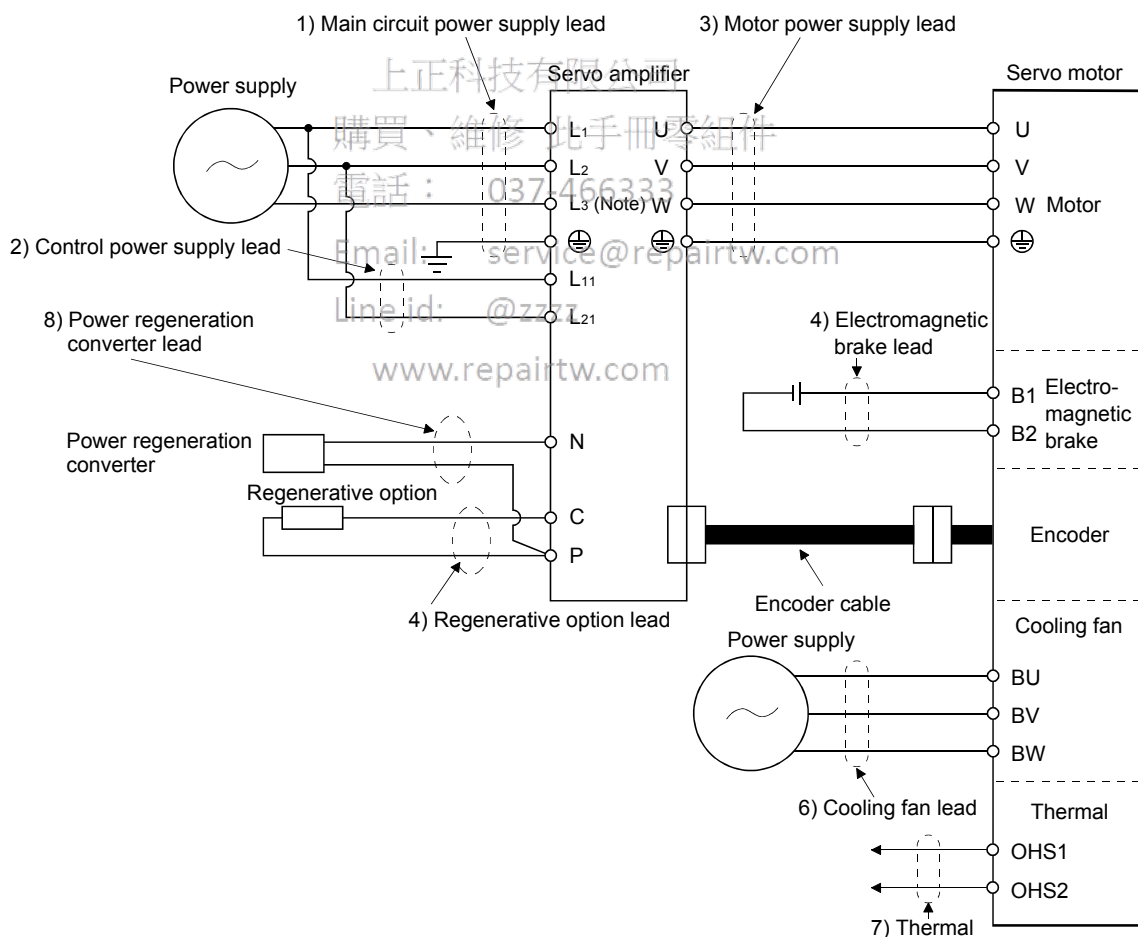 1) Main circuit power supply lead
3) Motor power supply lead
上正科技有限公司
Servo amplifier
Servo motor
Power supply
購買、維修 此手冊零組件
L1
U
U
L2
V
V
電話： 037-466333
L3 (Note)
W
W Motor
2) Control power supply lead
Email: service@repairtw.com
L11
Line id: @zzzz
L21
8) Power regeneration
converter lead
4) Electromagnetic
brake lead
www.repairtw.com
B1
B2
Electro-
magnetic
brake
Power regeneration
converter
N
Regenerative option
C
P
Encoder
4) Regenerative option lead
Encoder cable
Cooling fan
Power supply
BU
BV
BW
6) Cooling fan lead
Thermal
OHS1
OHS2
7) Thermal